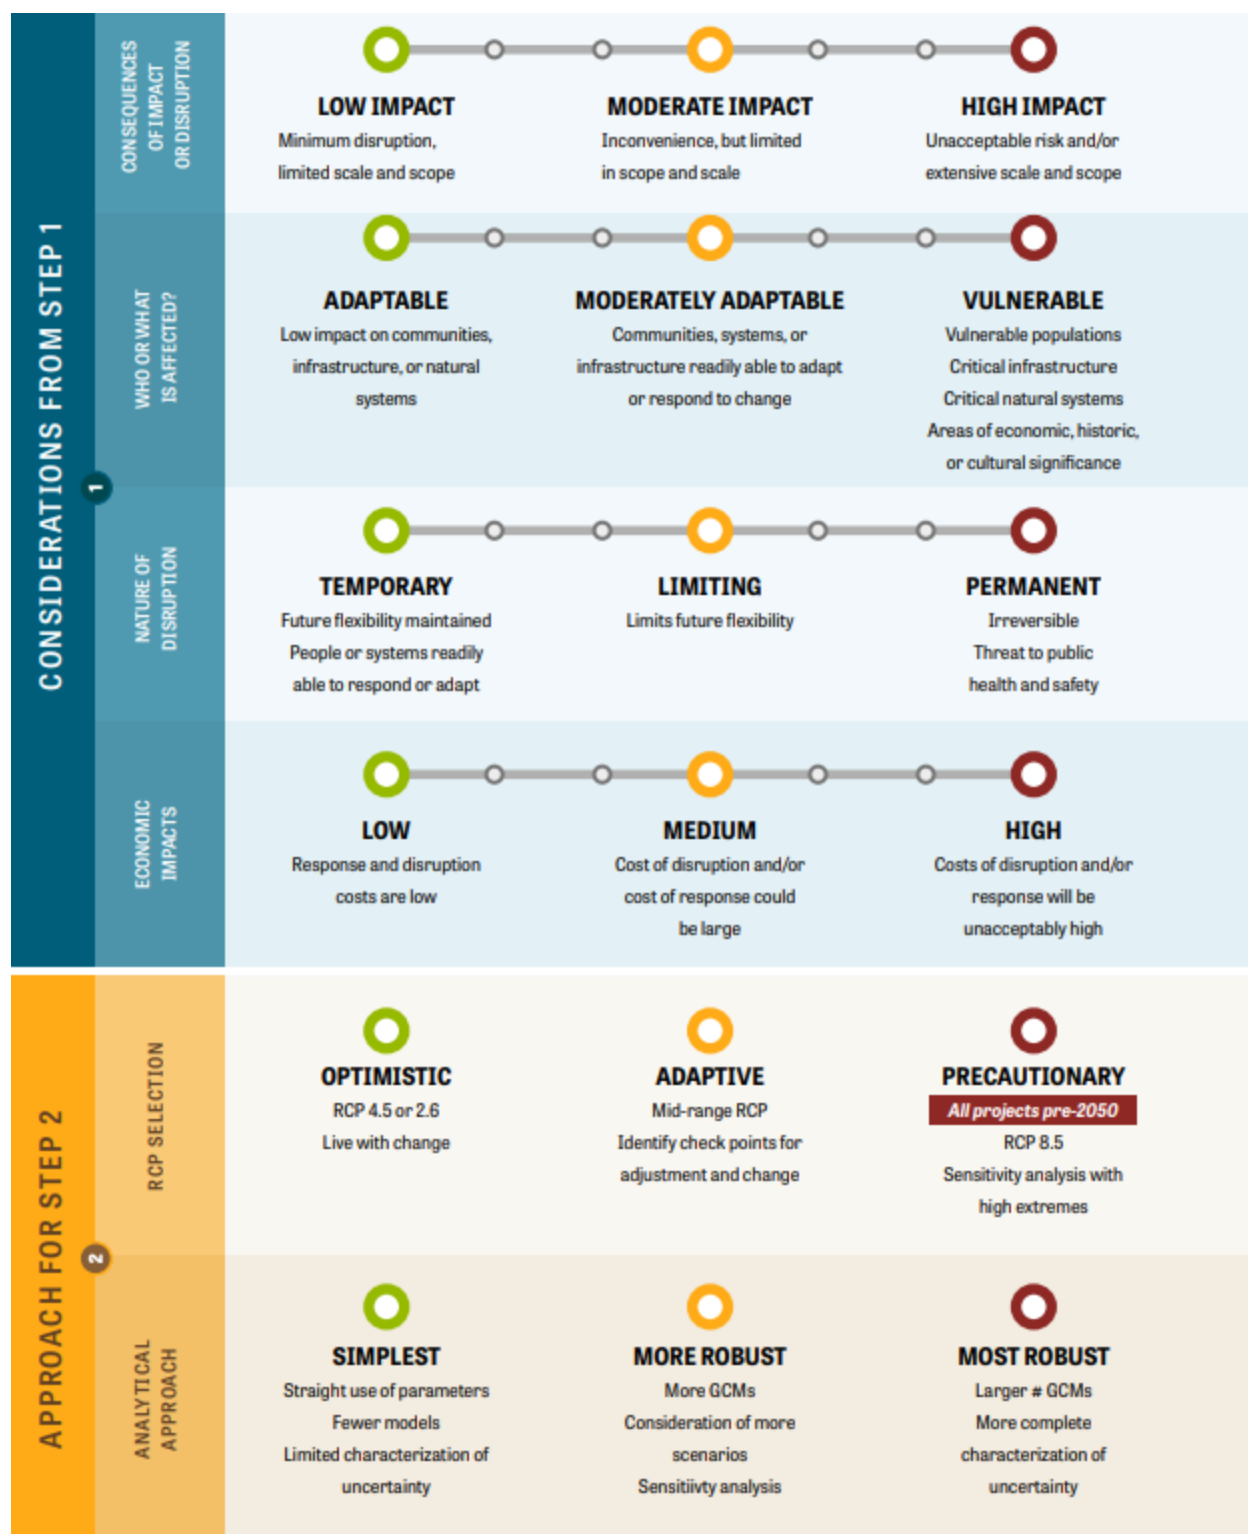 CONSIDERATIONS FROM STEP 1
1
CONSEQUENCES
OF IMPACT
OR DISRUPTION
LOW IMPACT
Minimum disruption,
limited scale and scope
MODERATE IMPACT
Inconvenience, but limited
in scope and scale
HIGH IMPACT
Unacceptable risk and/or
extensive scale and scope
WHO OR WHAT
IS AFFECTED?
ADAPTABLE
Low impact on communities,
infrastructure, or natural
systems
MODERATELY ADAPTABLE
Communities, systems, or
infrastructure readily able to adapt
or respond to change
VULNERABLE
Vulnerable populations
Critical infrastructure
Critical natural systems
Areas of economic, historic,
or cultural significance
NATURE OF
DISRUPTION
TEMPORARY
Future flexibility maintained
People or systems readily
able to respond or adapt
LIMITING
Limits future flexibility
PERMANENT
Irreversible
Threat to public
health and safety
ECONOMIC
IMPACTS
LOW
Response and disruption
costs are low
MEDIUM
Cost of disruption and/or
cost of response could
be large
HIGH
Costs of disruption and/or
response will be
unacceptably high
APPROACH FOR STEP 2
2
RCP SELECTION
OPTIMISTIC
RCP 4.5 or 2.6
Live with change
ADAPTIVE
Mid-range RCP
Identify check points for
adjustment and change
PRECAUTIONARY
All projects pre-2050
RCP 8.5
Sensitivity analysis with
high extremes
ANALYTICAL
APPROACH
SIMPLEST
Straight use of parameters
Fewer models
Limited characterization of
uncertainty
MORE ROBUST
More GCMs
Consideration of more
scenarios
Sensitiivty analysis
MOST ROBUST
Larger # GCMs
More complete
characterization of
uncertainty